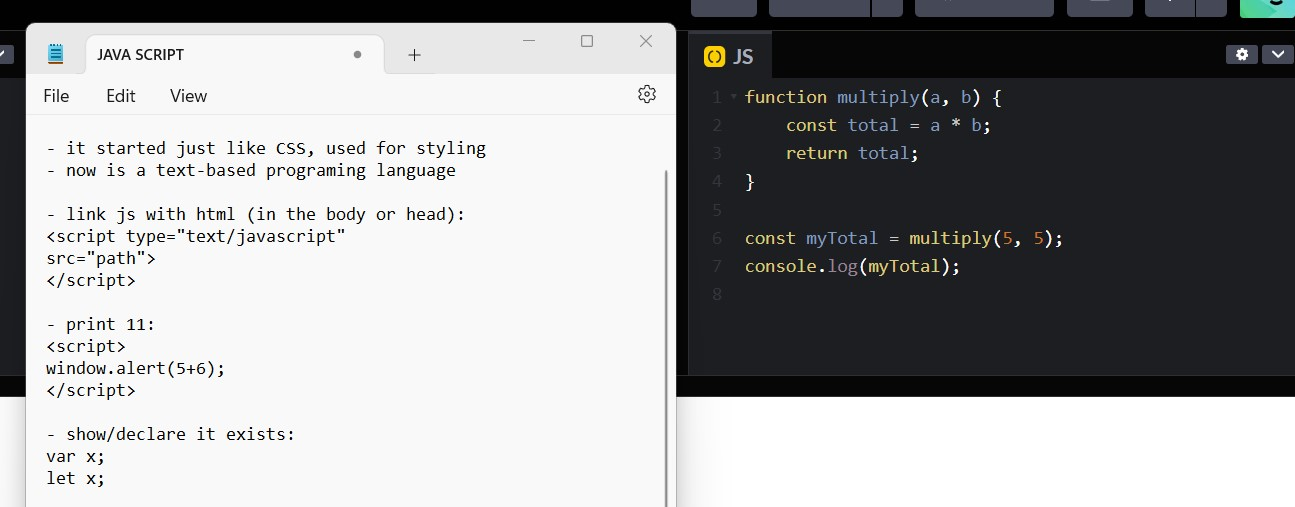 JAVA SCRIPT
File Edit View
- it started just like CSS, used for styling
- now is a text-based programing language
- link js with html (in the body or head):
<script type="text/javascript"
src="path">
</script>
- print 11:
<script>
window.alert(5+6);
</script>
- show/declare it exists:
var x;
let x;
JS
1 function multiply(a, b) {
2 const total = a * b;
3 return total;
4 }
5
6 const myTotal = multiply(5, 5);
7 console.log(myTotal);
8